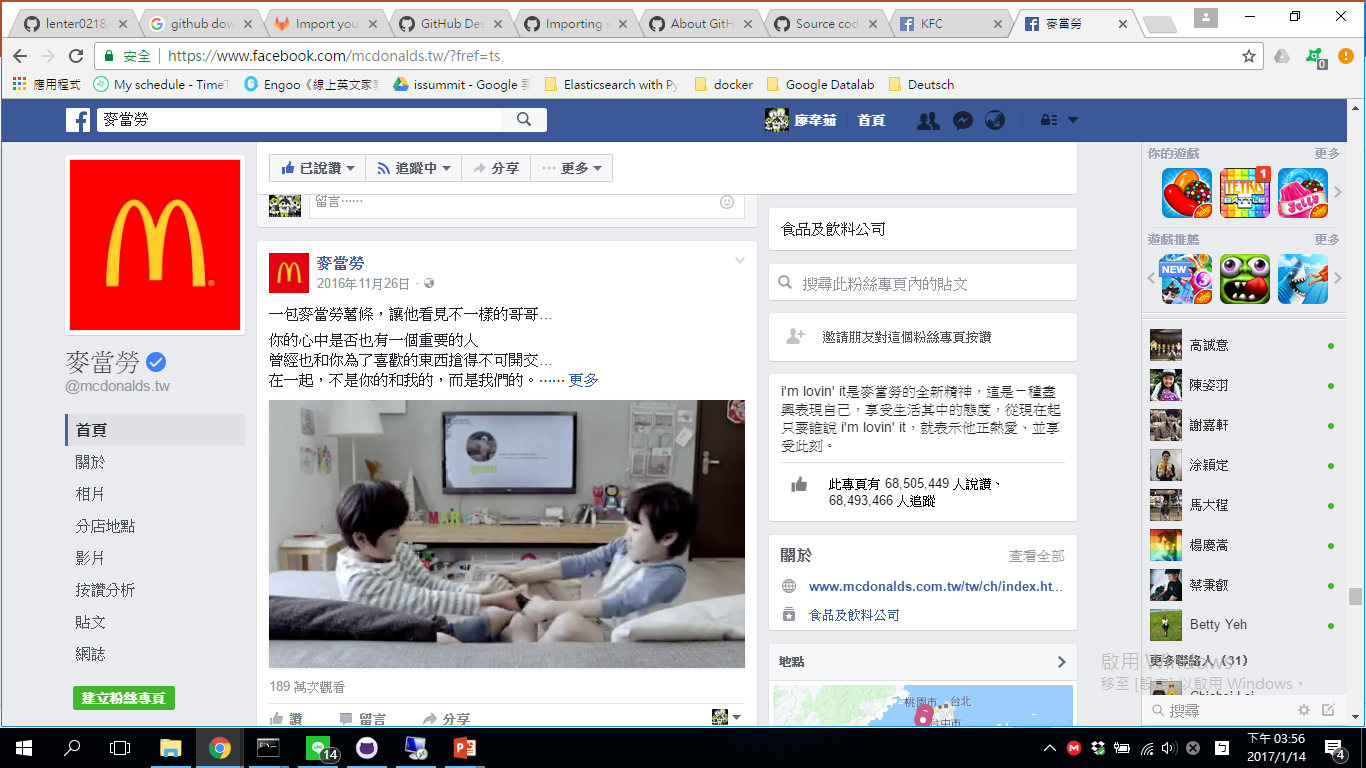 lenter0218/
github dow
Import you
GitHub Des
Importing s
About GitH
Source cod
KFC
麥當勞
安全
https://www.facebook.com/mcdonalds.tw/?fref=ts
0
應用程式
My schedule - TimeT
Engoo《線上英文家教
issummit - Google 雲
Elasticsearch with Py
docker
Google Datalab
Deutsch
麥當勞
首頁
已說讚
追蹤中
分享
更多
留言……
麥當勞
@mcdonalds.tw
首頁
關於
相片
分店地點
影片
按讚分析
貼文
網誌
建立粉絲專頁
麥當勞
2016年11月26日
一包麥當勞薯條，讓他看見不一樣的哥哥...
你的心中是否也有一個重要的人
曾經也和你為了喜歡的東西搶得不可開交...
在一起，不是你的和我的，而是我們的。…… 更多
189 萬次觀看
讚
留言
分享
食品及飲料公司
搜尋此粉絲專頁內的貼文
邀請朋友對這個粉絲專頁按讚
i'm lovin' it是麥當勞的全新精神，這是一種盡
興表現自己，享受生活其中的態度，從現在起
只要誰說 i'm lovin' it，就表示他正熱愛、並享
受此刻。
此專頁有 68,505,449 人說讚、
68,493,466 人追蹤
關於
查看全部
www.mcdonalds.com.tw/tw/ch/index.ht...
食品及飲料公司
地點
桃園市
台北
台中市
你的遊戲
更多
TETRIS
BATTLE
1
JELLY
遊戲推薦
更多
NEW
高誠意
陳姿羽
謝嘉軒
涂穎定
馬大程
楊慶嵩
蔡秉叡
Betty Yeh
更多聯絡人 (31)
啟用 Windows
移至 [設定] 以啟用 Windows。
搜尋
14
下午 03:56
2017/1/14
4